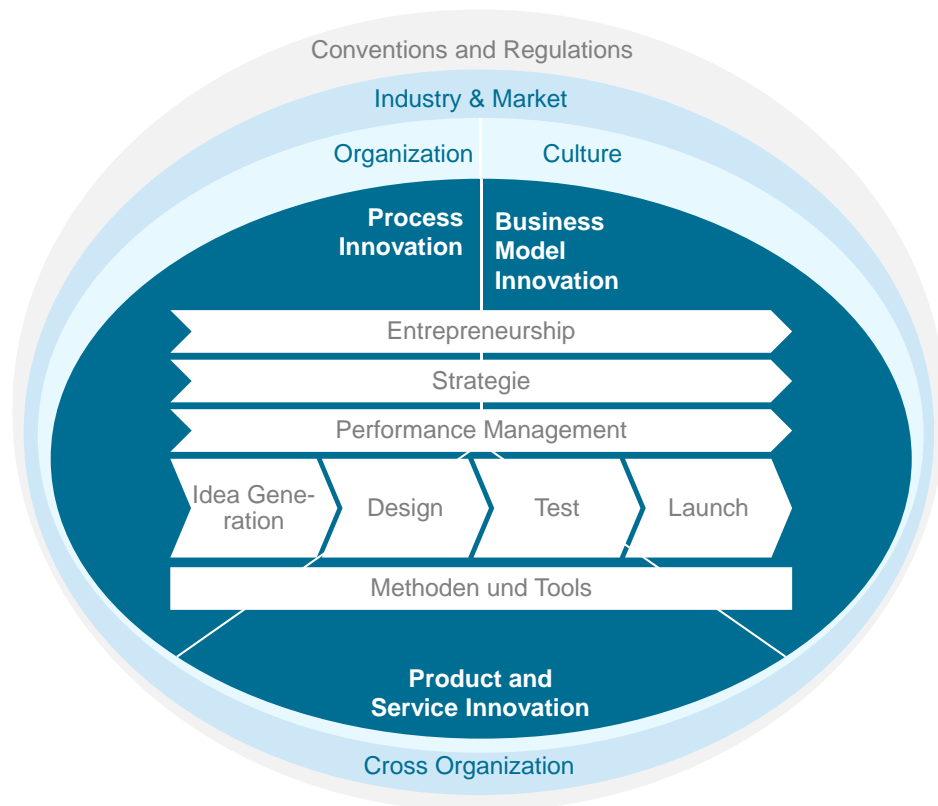 Conventions and Regulations
Industry & Market
Organization
Culture
Process
Innovation
Business
Model
Innovation
Entrepreneurship
Strategie
Performance Management
Idea Gene-
ration
Design
Test
Launch
Methoden und Tools
Product and
Service Innovation
Cross Organization